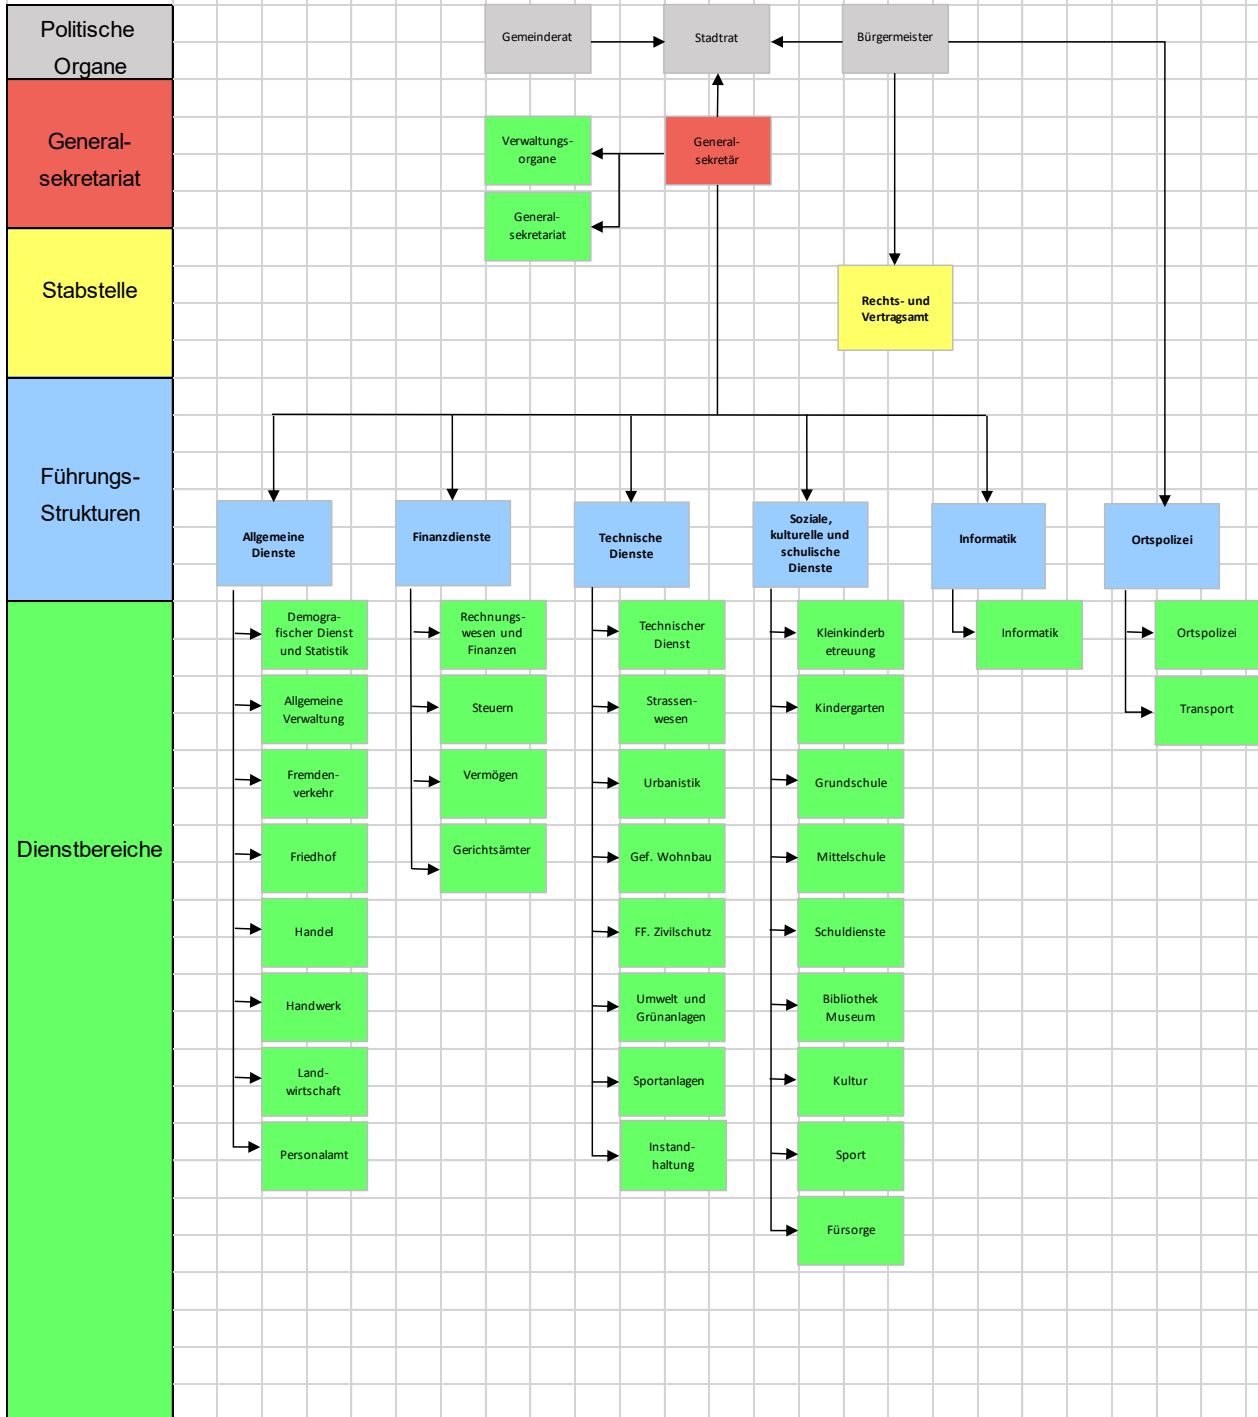 Politische
Organe
Gemeinderat
Stadtrat
Bürgermeister
General-
sekretariat
Verwaltungs-
organe
General-
sekretär
General-
sekretariat
Stabstelle
Rechts- und
Vertragsamt
Führungs-
Strukturen
Allgemeine
Dienste
Finanzdienste
Technische
Dienste
Soziale,
kulturelle und
schulische
Dienste
Informatik
Ortspolizei
Dienstbereiche
Demogra-
fischer Dienst
und Statistik
Allgemeine
Verwaltung
Fremden-
verkehr
Friedhof
Handel
Handwerk
Land-
wirtschaft
Personalamt
Rechnungs-
wesen und
Finanzen
Steuern
Vermögen
Gerichtsämter
Technischer
Dienst
Strassen-
wesen
Urbanistik
Gef. Wohnbau
FF. Zivilschutz
Umwelt und
Grünanlagen
Sportanlagen
Instand-
haltung
Kleinkinderb
etreuung
Kindergarten
Grundschule
Mittelschule
Schuldienste
Bibliothek
Museum
Kultur
Sport
Fürsorge
Informatik
Ortspolizei
Transport